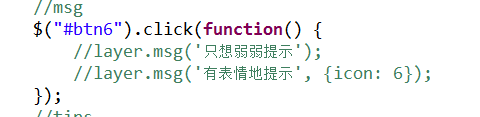 //msg
$("#btn6").click(function() {
//layer.msg('只想弱弱提示');
//layer.msg('有表情地提示', {icon: 6});
});
//tips